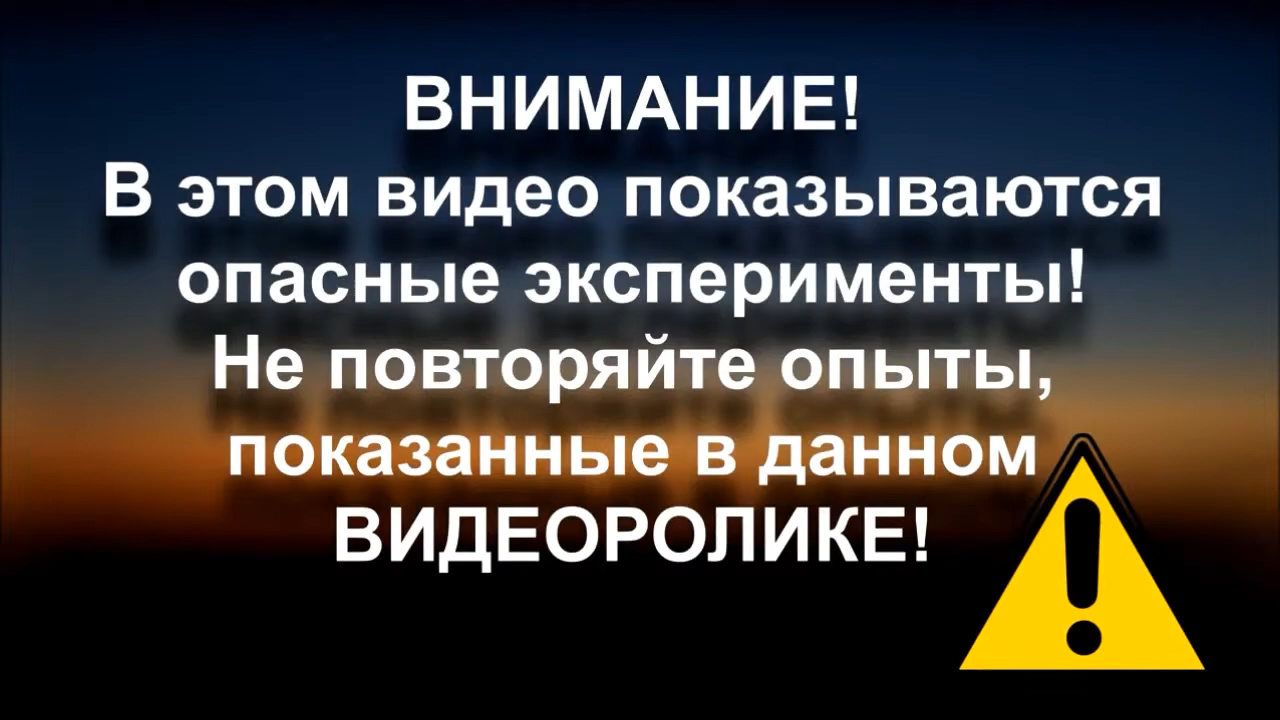 ВНИМАНИЕ!
В этом видео показываются
опасные эксперименты!
Не повторяйте опыты,
показанные в данном
ВИДЕОРОЛИКЕ!